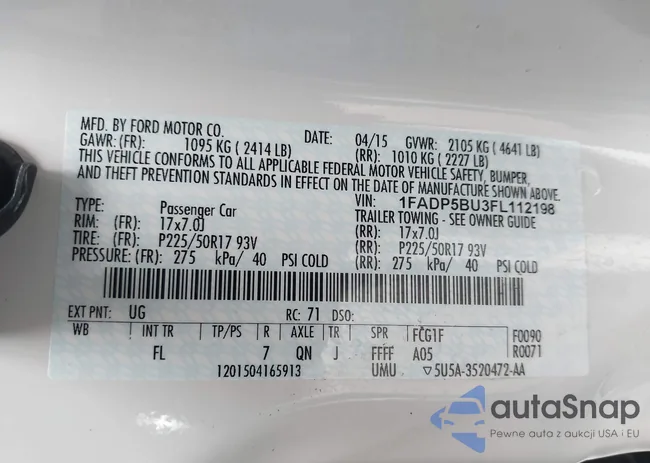 MFD. BY FORD MOTOR CO. DATE: 04/15 GVWR: 2105 KG ( 4641 LB)
GAWR: (FR): 1095 KG ( 2414 LB) (RR): 1010 KG ( 2227 LB)
THIS VEHICLE CONFORMS TO ALL APPLICABLE FEDERAL MOTOR VEHICLE SAFETY, BUMPER,
AND THEFT PREVENTION STANDARDS IN EFFECT ON THE DATE OF MANUFACTURE SHOWN ABOVE.
VIN: 1FADP5BU3FL112198
TYPE: Passenger Car TRAILER TOWING - SEE OWNER GUIDE
RIM: (FR): 17x7.0J (RR): 17x7.0J
TIRE: (FR): P225/50R17 93V (RR): P225/50R17 93V
PRESSURE: (FR): 275 kPa/ 40 PSI COLD (RR): 275 kPa/ 40 PSI COLD
EXT PNT: UG RC: 71 DSO:
WB INT TR TP/PS R AXLE TR SPR FCG1F F0090
FL 7 QN J FFFF A05 R0071
1201504165913 UMU ▽5U5A-3520472-AA
autaSnap
Pewne auta z aukcji USA i EU